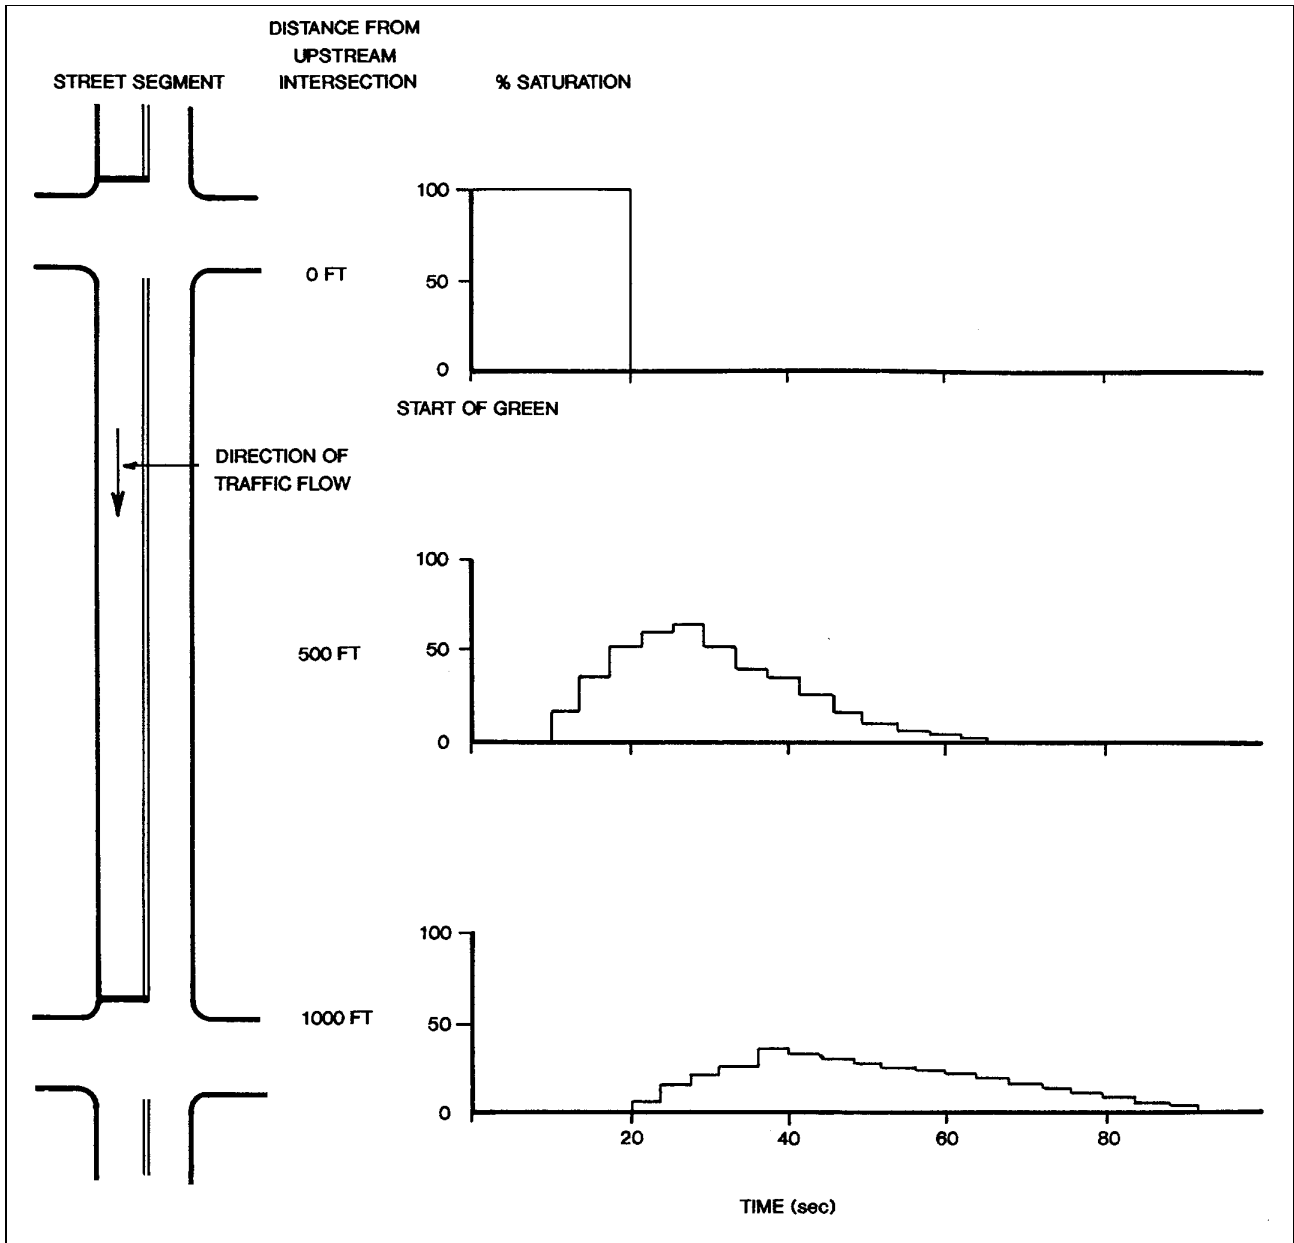 DISTANCE FROM
UPSTREAM
STREET SEGMENT INTERSECTION % SATURATION
100
0 FT
50
0
START OF GREEN
DIRECTION OF
TRAFFIC FLOW
100
500 FT
50
0
100
1000 FT
50
0
20 40 60 80
TIME (sec)